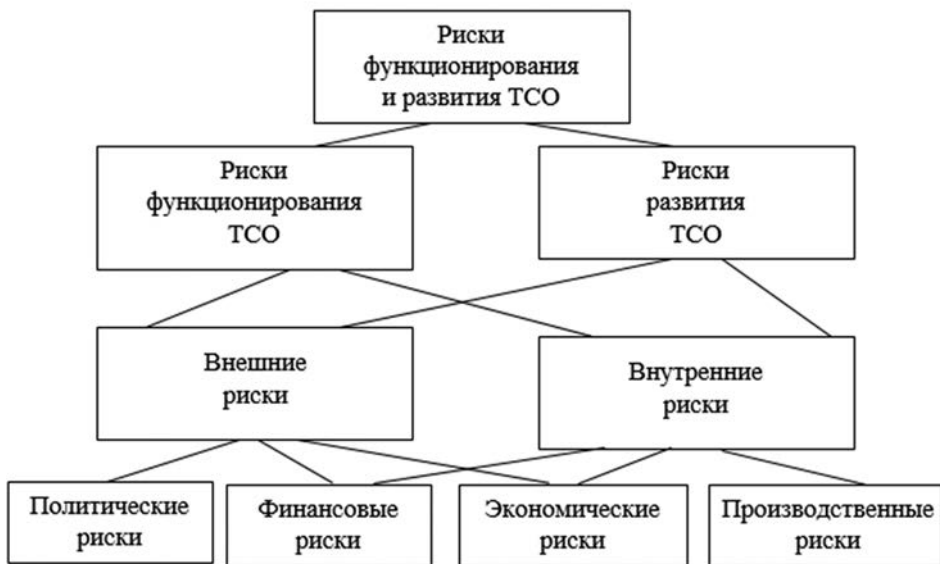 Риски
функционирования
и развития ТСО
Риски
функционирования
ТСО
Риски
развития
ТСО
Внешние
риски
Внутренние
риски
Политические
риски
Финансовые
риски
Экономические
риски
Производственные
риски